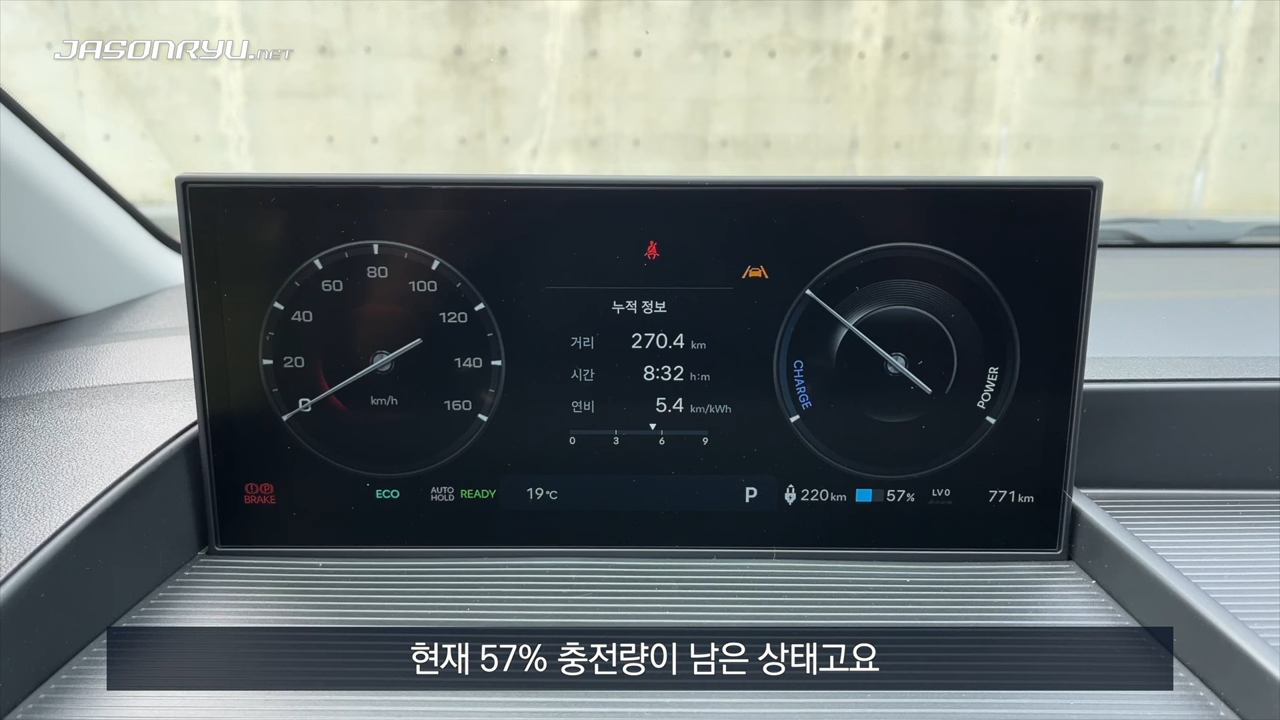 JASONRYU.NET
80
60
100
40
120
20
140
0
160
km/h
누적 정보
거리 270.4 km
시간 8:32 h:m
연비 5.4 km/kWh
0 3 6 9
CHARGE
POWER
BRAKE
ECO
AUTO HOLD
READY
19°C
P
220km
57%
LV 0
771km
현재 57% 충전량이 남은 상태고요